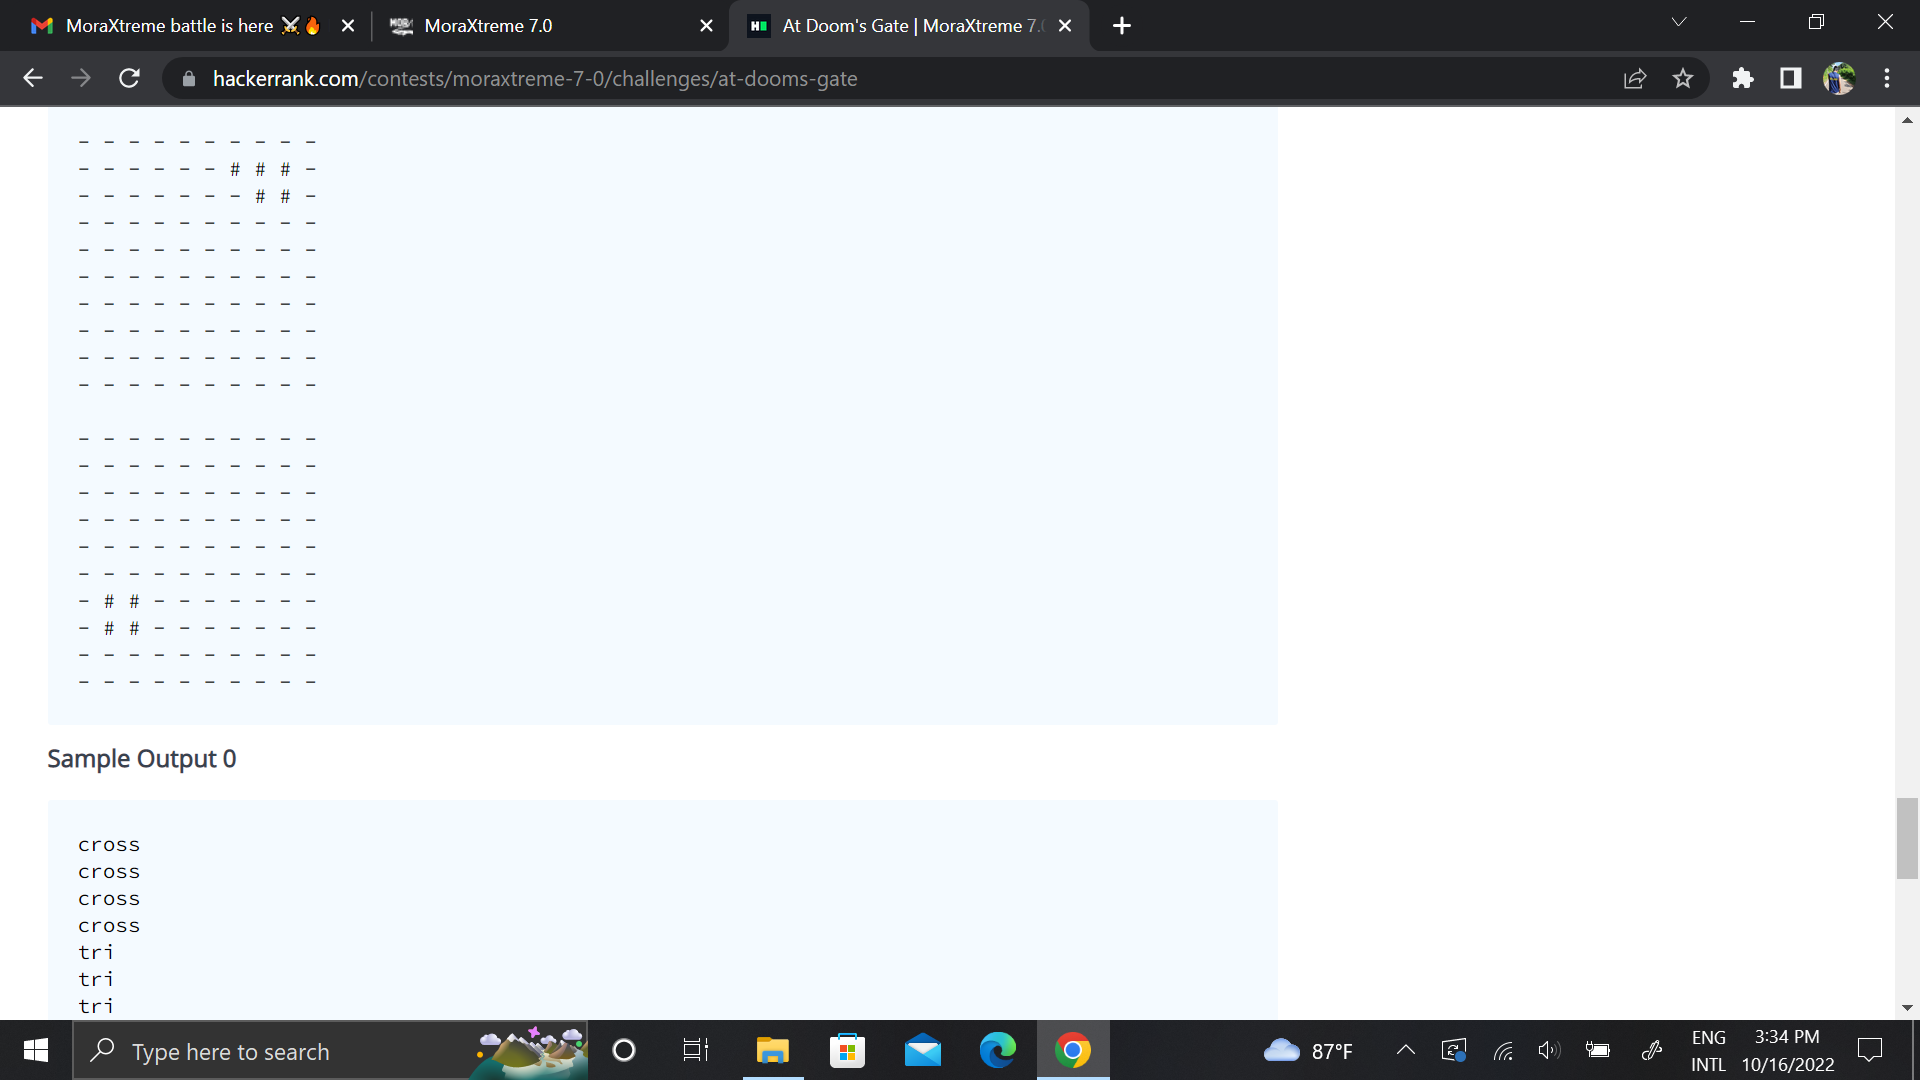 MoraXtreme battle is here ⚔🔥
MoraXtreme 7.0
At Doom's Gate | MoraXtreme 7.0
hackerrank.com/contests/moraxtreme-7-0/challenges/at-dooms-gate
- - - - - - - - - -
- - - - - - # # # -
- - - - - - - # # -
- - - - - - - - - -
- - - - - - - - - -
- - - - - - - - - -
- - - - - - - - - -
- - - - - - - - - -
- - - - - - - - - -
- - - - - - - - - -
- - - - - - - - - -
- - - - - - - - - -
- - - - - - - - - -
- - - - - - - - - -
- - - - - - - - - -
- - - - - - - - - -
- # # - - - - - - -
- # # - - - - - - -
- - - - - - - - - -
- - - - - - - - - -
Sample Output 0
cross
cross
cross
cross
tri
tri
tri
Type here to search
87°F
ENG
INTL
3:34 PM
10/16/2022